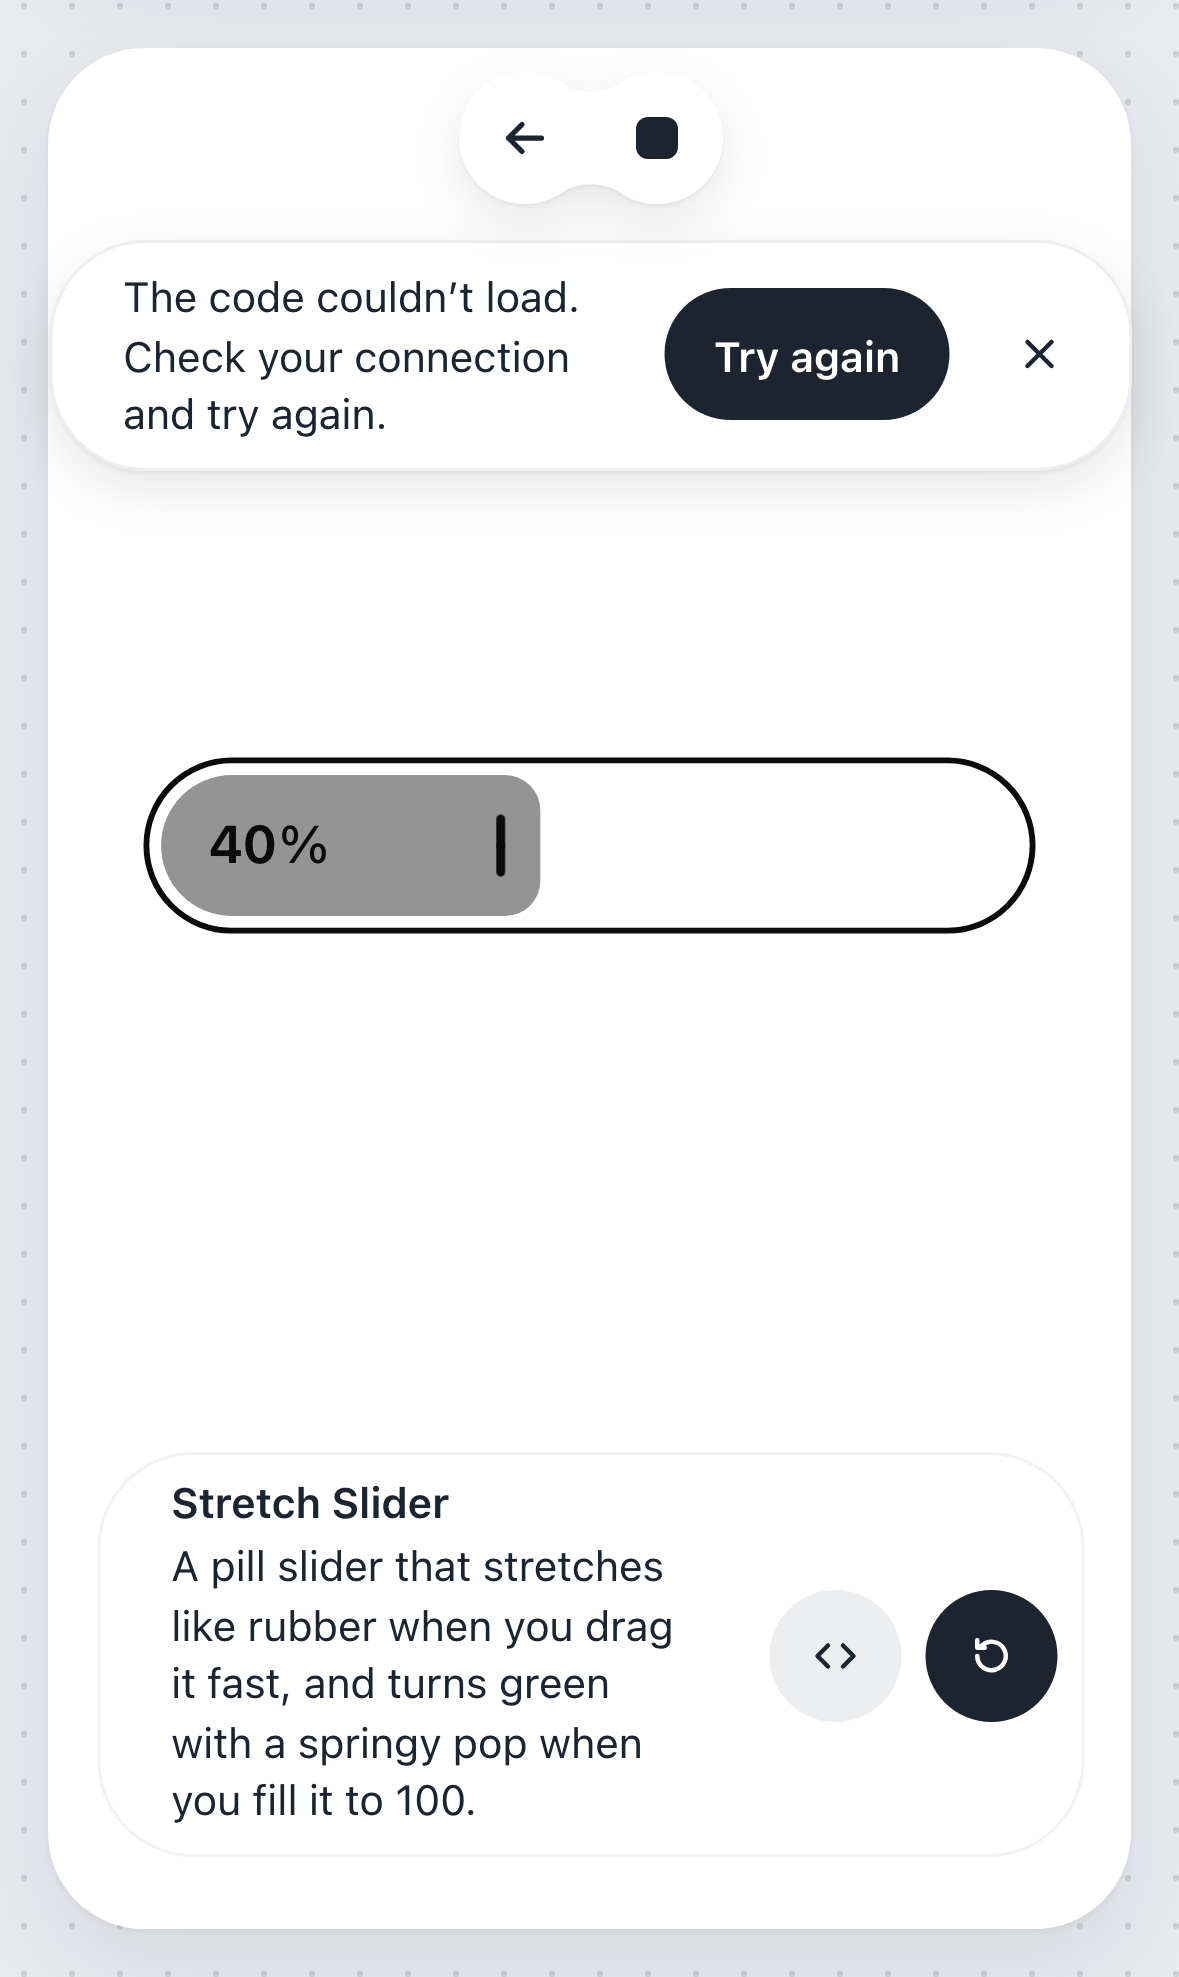 The code couldn’t load.
Check your connection
and try again.
Try again
40%
Stretch Slider
A pill slider that stretches
like rubber when you drag
it fast, and turns green
with a springy pop when
you fill it to 100.